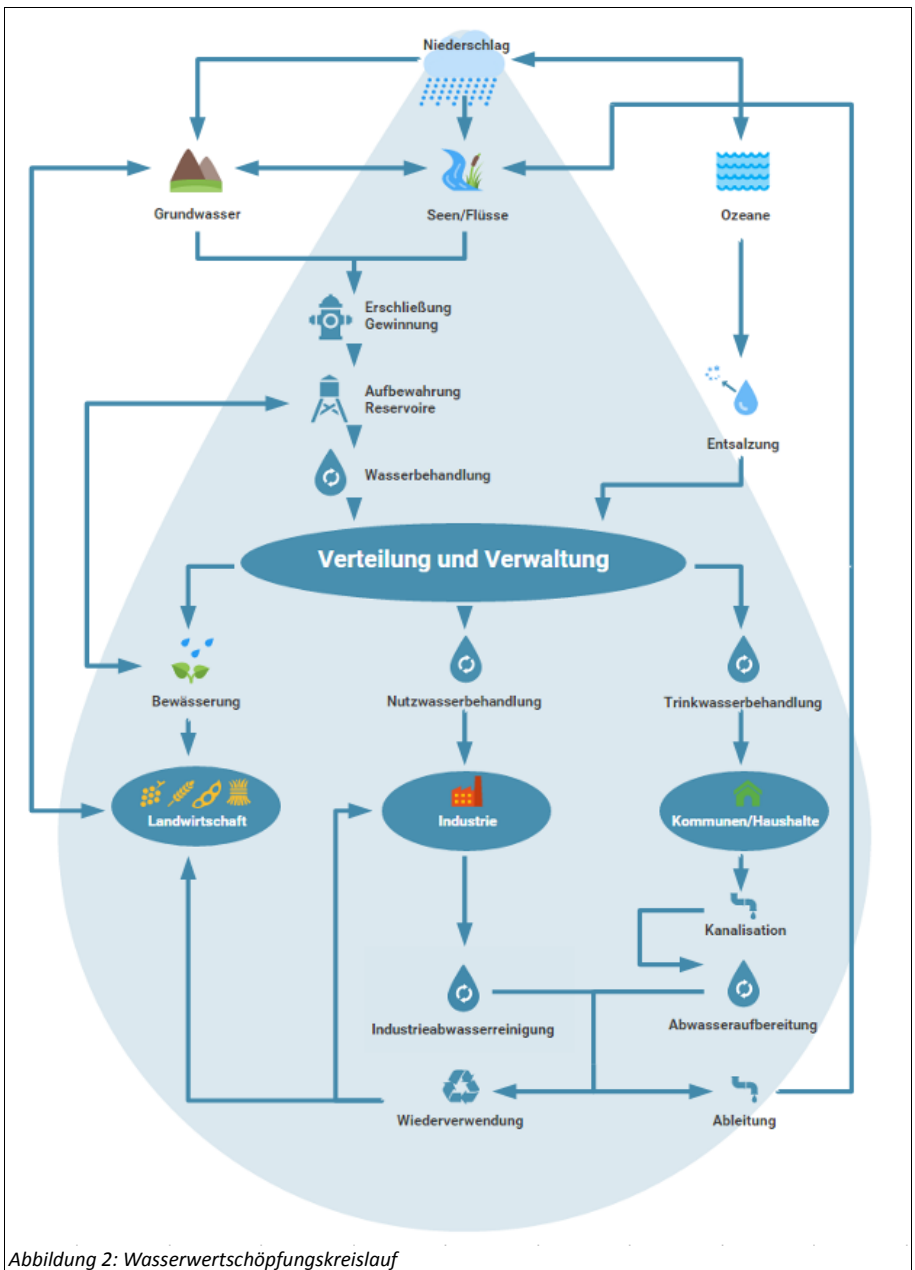 Niederschlag
Grundwasser
Seen/Flüsse
Ozeane
Erschließung
Gewinnung
Aufbewahrung
Reservoire
Entsalzung
Wasserbehandlung
Verteilung und Verwaltung
Bewässerung
Nutzwasserbehandlung
Trinkwasserbehandlung
Landwirtschaft
Industrie
Kommunen/Haushalte
Kanalisation
Industrieabwasserreinigung
Abwasseraufbereitung
Wiederverwendung
Ableitung
Abbildung 2: Wasserwertschöpfungskreislauf